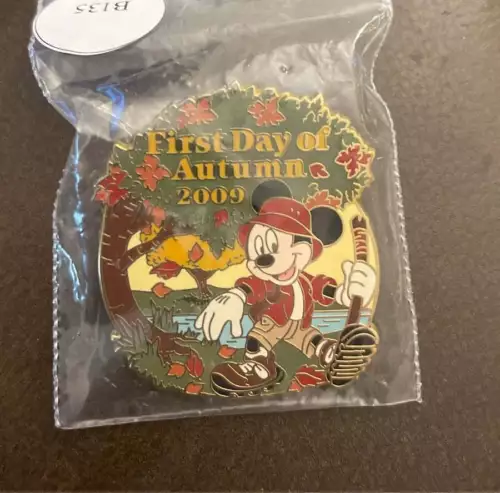 B135
First Day of
Autumn
2009